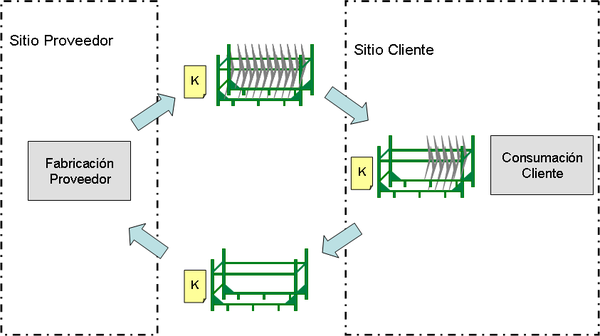 Sitio Proveedor
Sitio Cliente
K
Fabricación
Proveedor
K
Consumación
Cliente
K